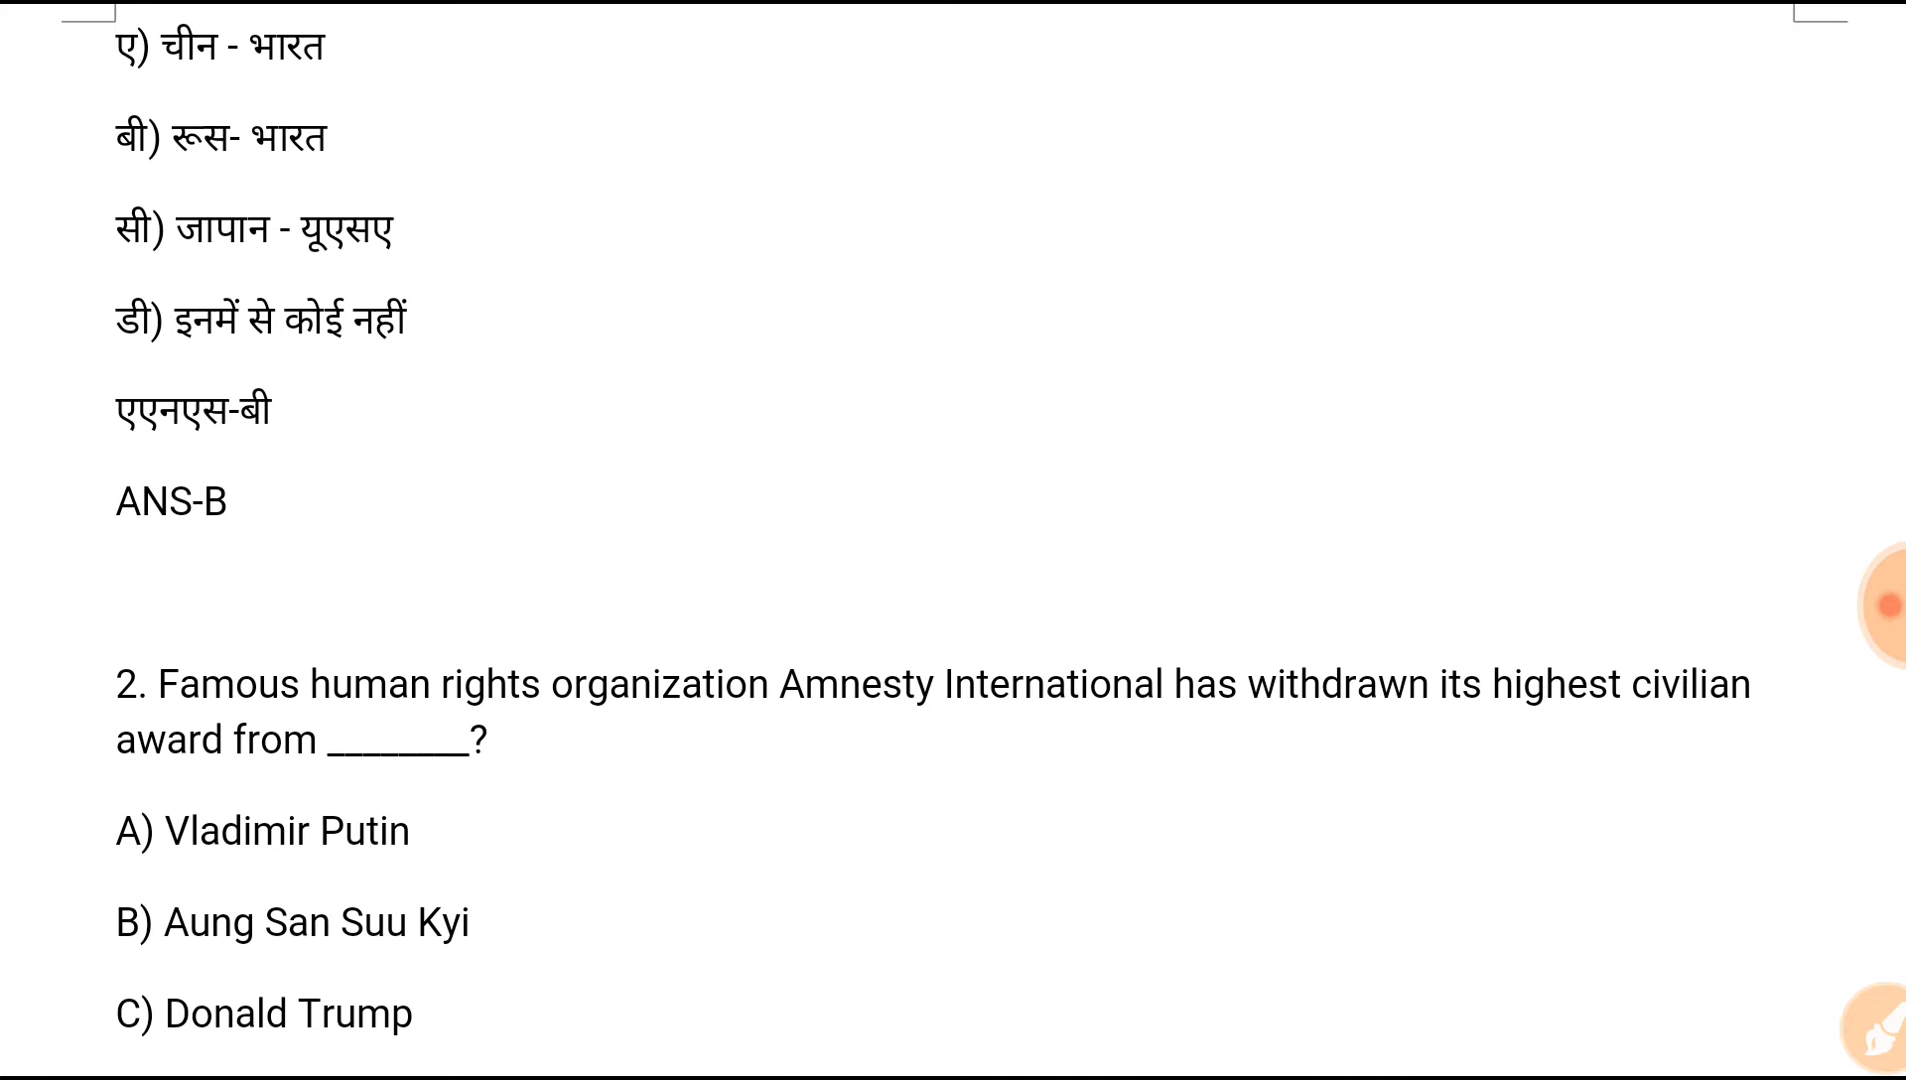 ए) चीन - भारत
बी) रूस- भारत
सी) जापान - यूएसए
डी) इनमें से कोई नहीं
एएनएस-बी
ANS-B
2. Famous human rights organization Amnesty International has withdrawn its highest civilian
award from ________?
A) Vladimir Putin
B) Aung San Suu Kyi
C) Donald Trump